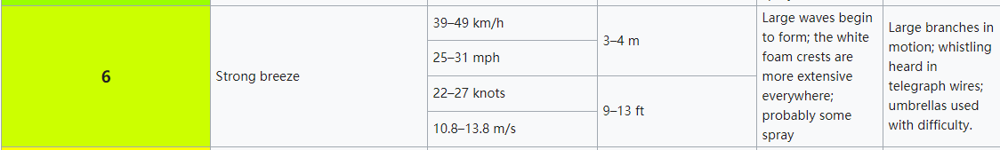 6
Strong breeze
39–49 km/h
25–31 mph
22–27 knots
10.8–13.8 m/s
3–4 m
9–13 ft
Large waves begin
to form; the white
foam crests are
more extensive
everywhere;
probably some
spray
Large branches in
motion; whistling
heard in
telegraph wires;
umbrellas used
with difficulty.